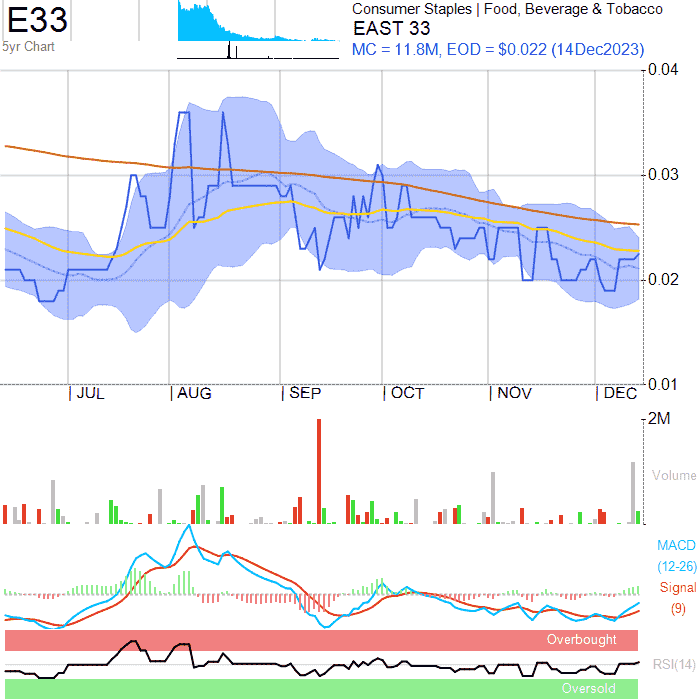 E33
5yr Chart
Consumer Staples | Food, Beverage & Tobacco
EAST 33
MC = 11.8M, EOD = $0.022 (14Dec2023)
0.04
0.03
0.02
0.01
| JUL | AUG | SEP | OCT | NOV | DEC
2M
Volume
MACD
(12-26)
Signal
(9)
Overbought
RSI(14)
Oversold